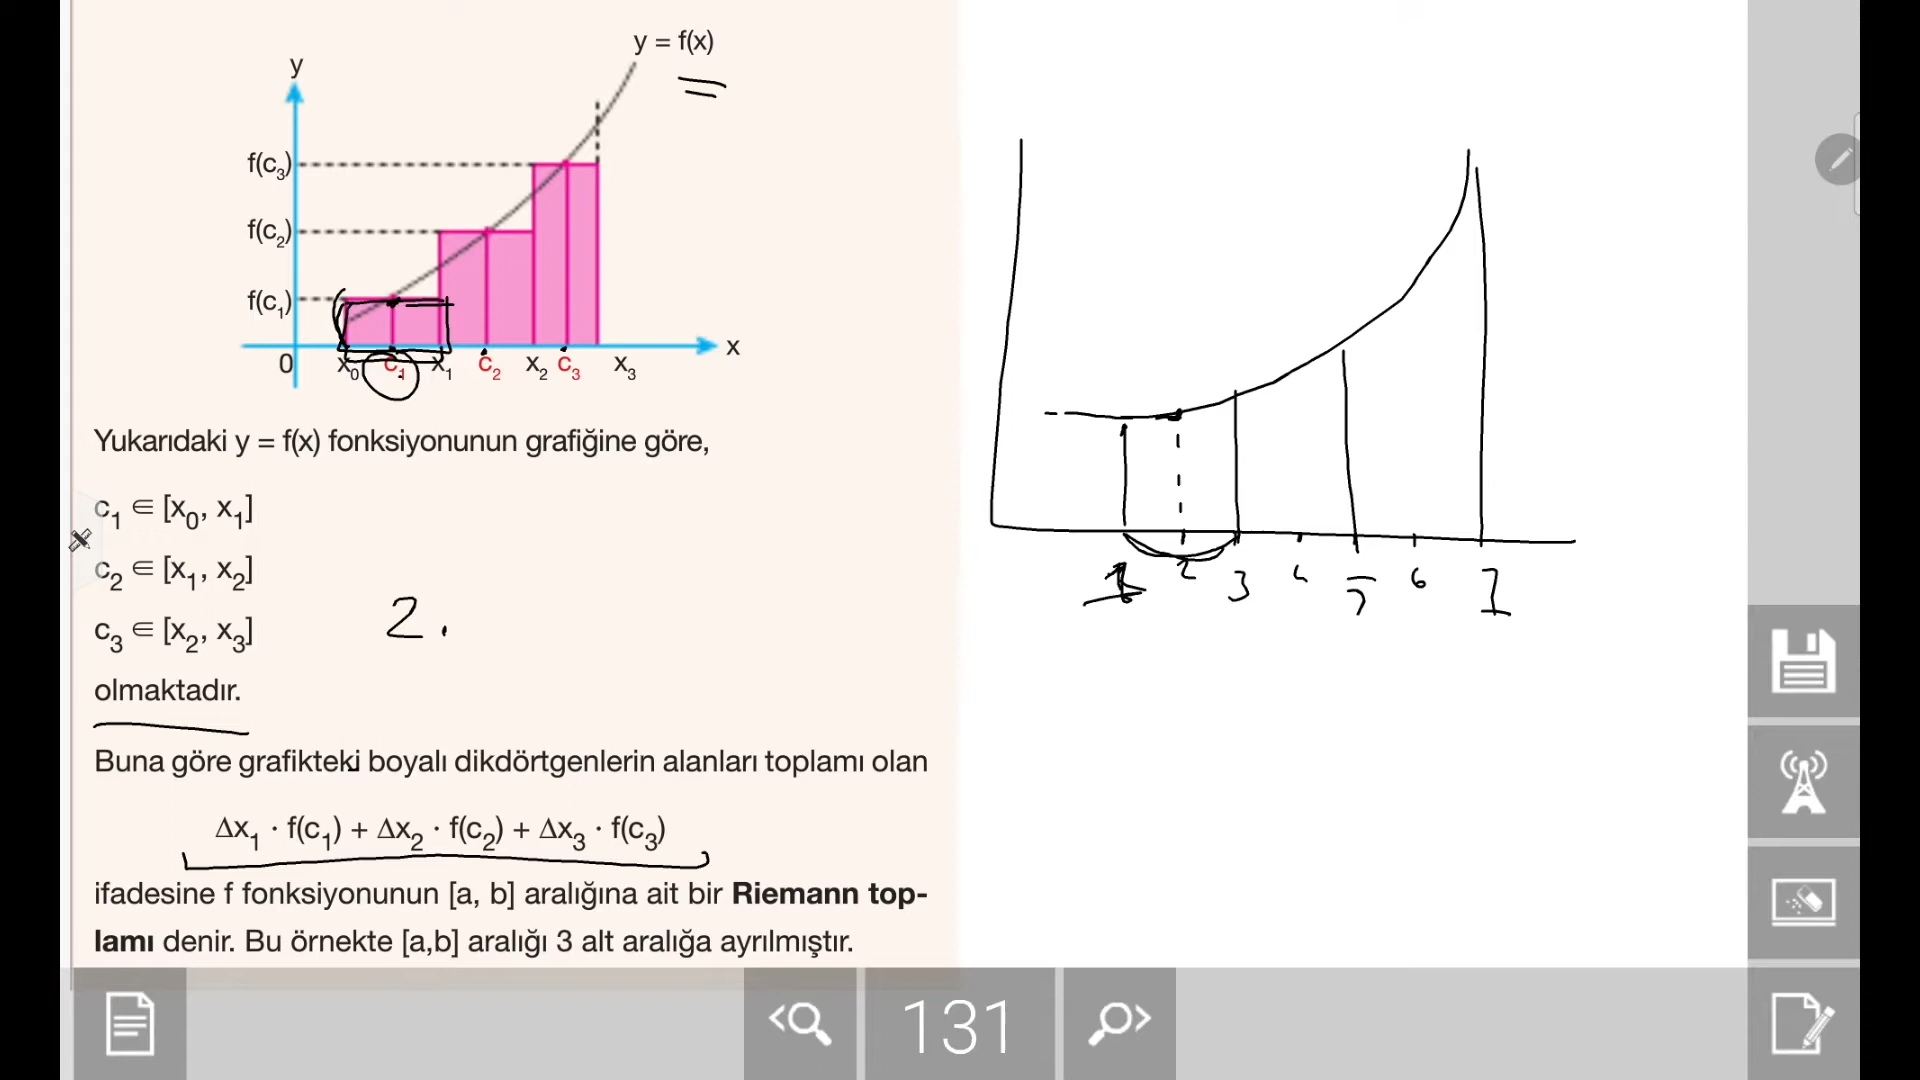 y = f(x)
y
f(c₃)
f(c₂)
f(c₁)
0 x₀ c₁ x₁ c₂ x₂ c₃ x₃ x
Yukarıdaki y = f(x) fonksiyonunun grafiğine göre,
c₁ ∈ [x₀, x₁]
c₂ ∈ [x₁, x₂]
c₃ ∈ [x₂, x₃]
olmaktadır.
2.
Buna göre grafikteki boyalı dikdörtgenlerin alanları toplamı olan
Δx₁ · f(c₁) + Δx₂ · f(c₂) + Δx₃ · f(c₃)
ifadesine f fonksiyonunun [a, b] aralığına ait bir Riemann top-
lamı denir. Bu örnekte [a,b] aralığı 3 alt aralığa ayrılmıştır.
2 3 6
131